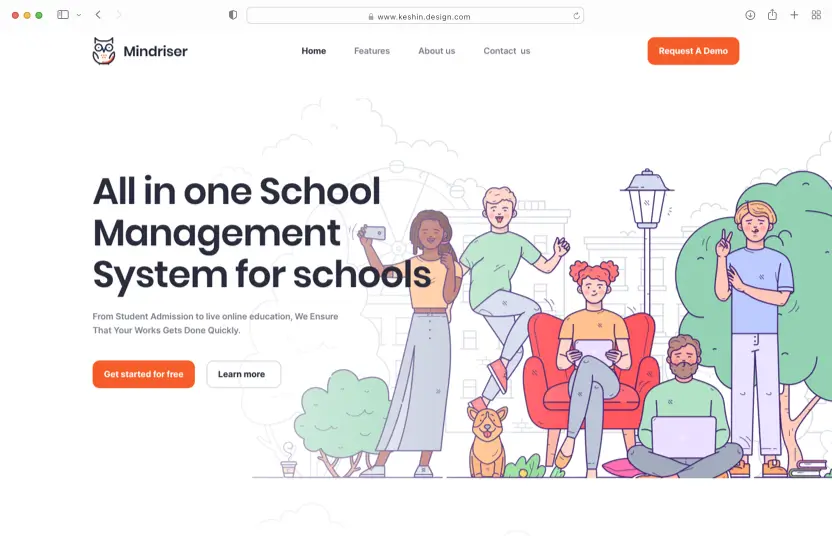 www.keshin.design.com
Mindriser
Home Features About us Contact us
Request A Demo
All in one School
Management
System for schools
From Student Admission to live online education, We Ensure
That Your Works Gets Done Quickly.
Get started for free Learn more